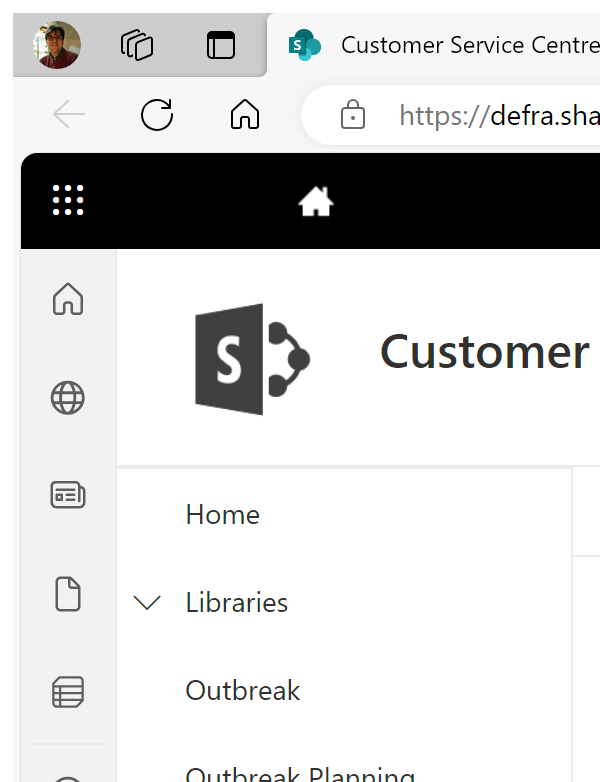 Customer Service Centre
https://defra.sha
Customer
Home
Libraries
Outbreak
Outbreak Planning